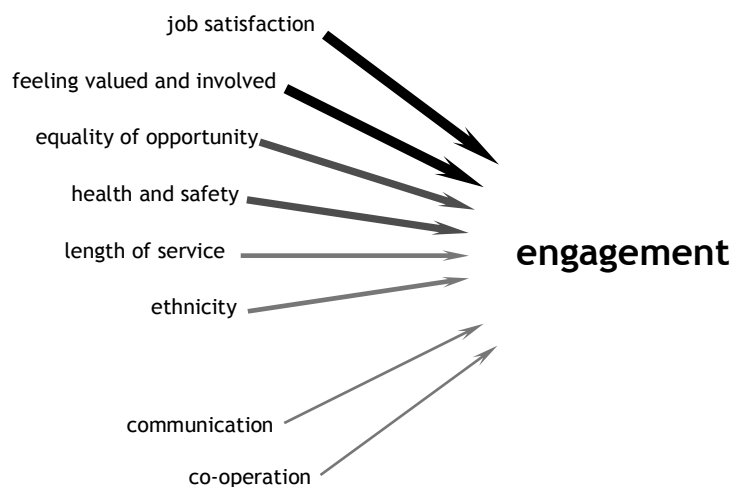 job satisfaction
feeling valued and involved
equality of opportunity
health and safety
length of service
engagement
ethnicity
communication
co-operation